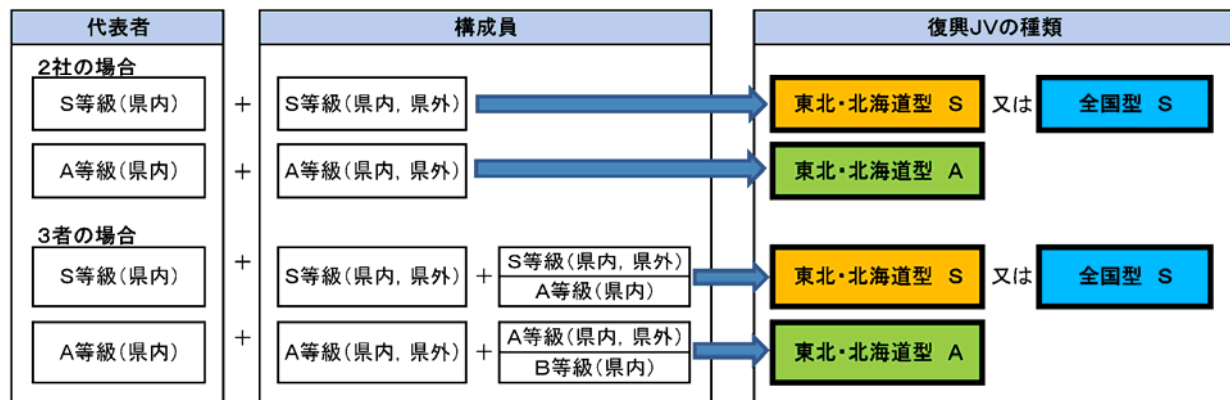 代表者 構成員 復興JVの種類
2社の場合
S等級(県内) + S等級(県内, 県外) 東北・北海道型 S 又は 全国型 S
A等級(県内) + A等級(県内, 県外) 東北・北海道型 A
3者の場合
S等級(県内) + S等級(県内, 県外) + S等級(県内, 県外) 東北・北海道型 S 又は 全国型 S
A等級(県内)
A等級(県内) + A等級(県内, 県外) + A等級(県内, 県外) 東北・北海道型 A
B等級(県内)